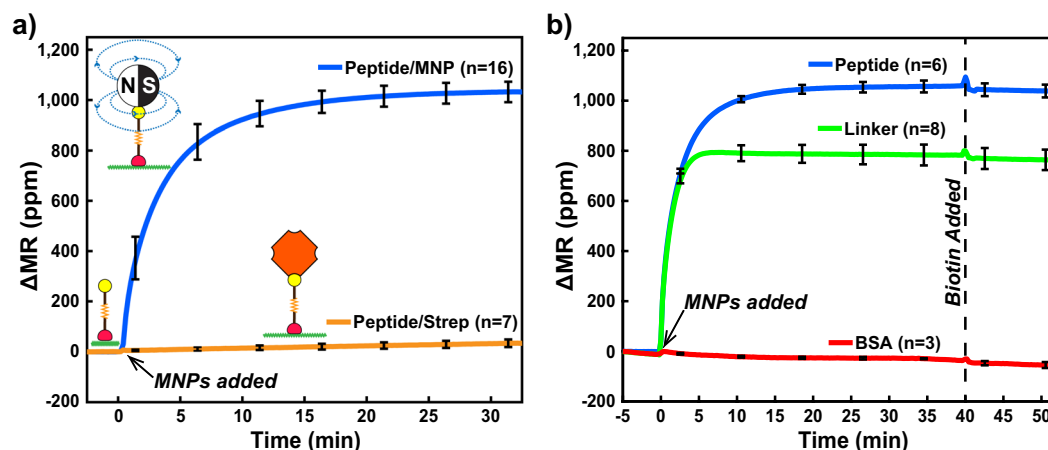 a)
1,200
1,000
800
600
400
200
0
-200
ΔMR (ppm)
N S
Peptide/MNP (n=16)
Peptide/Strep (n=7)
MNPs added
0 5 10 15 20 25 30
Time (min)
b)
1,200
1,000
800
600
400
200
0
-200
ΔMR (ppm)
Peptide (n=6)
Linker (n=8)
Biotin Added
MNPs added
BSA (n=3)
-5 0 5 10 15 20 25 30 35 40 45 50
Time (min)